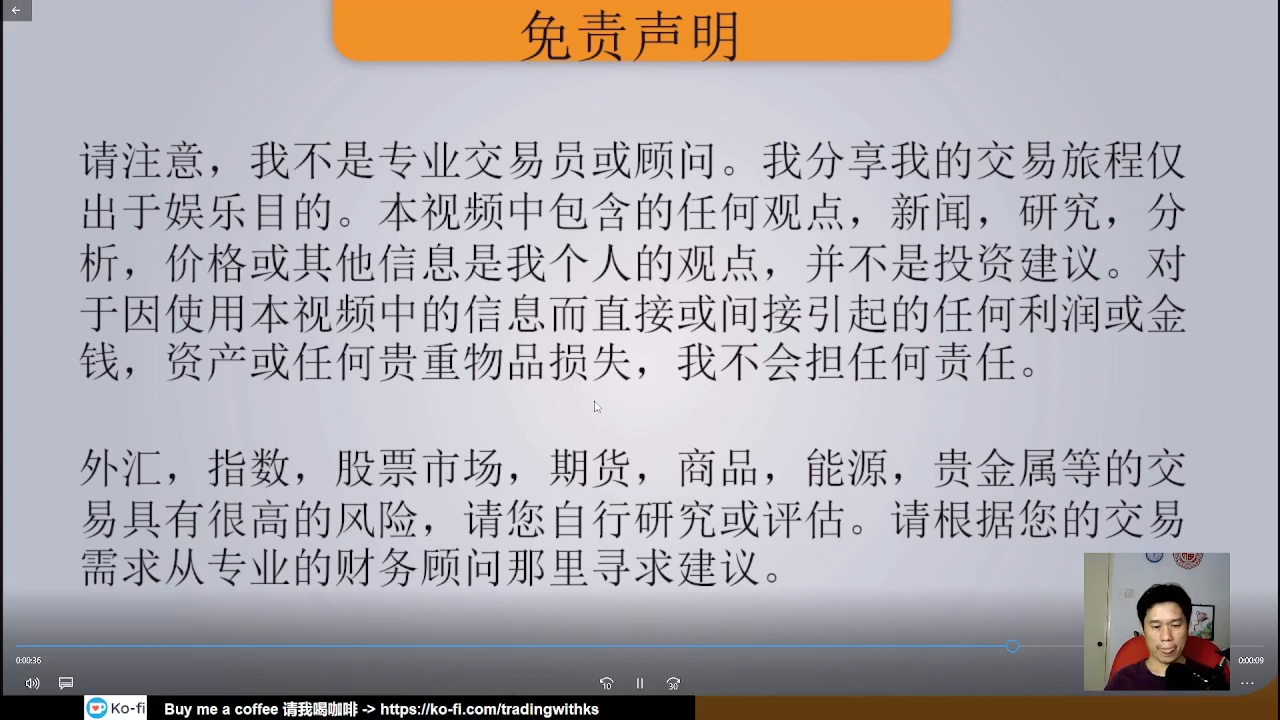 免责声明
请注意，我不是专业交易员或顾问。我分享我的交易旅程仅
出于娱乐目的。本视频中包含的任何观点，新闻，研究，分
析，价格或其他信息是我个人的观点，并不是投资建议。对
于因使用本视频中的信息而直接或间接引起的任何利润或金
钱，资产或任何贵重物品损失，我不会担任何责任。
外汇，指数，股票市场，期货，商品，能源，贵金属等的交
易具有很高的风险，请您自行研究或评估。请根据您的交易
需求从专业的财务顾问那里寻求建议。
0:00:36
0:00:09
10
30
Ko-fi Buy me a coffee 请我喝咖啡 -> https://ko-fi.com/tradingwithks